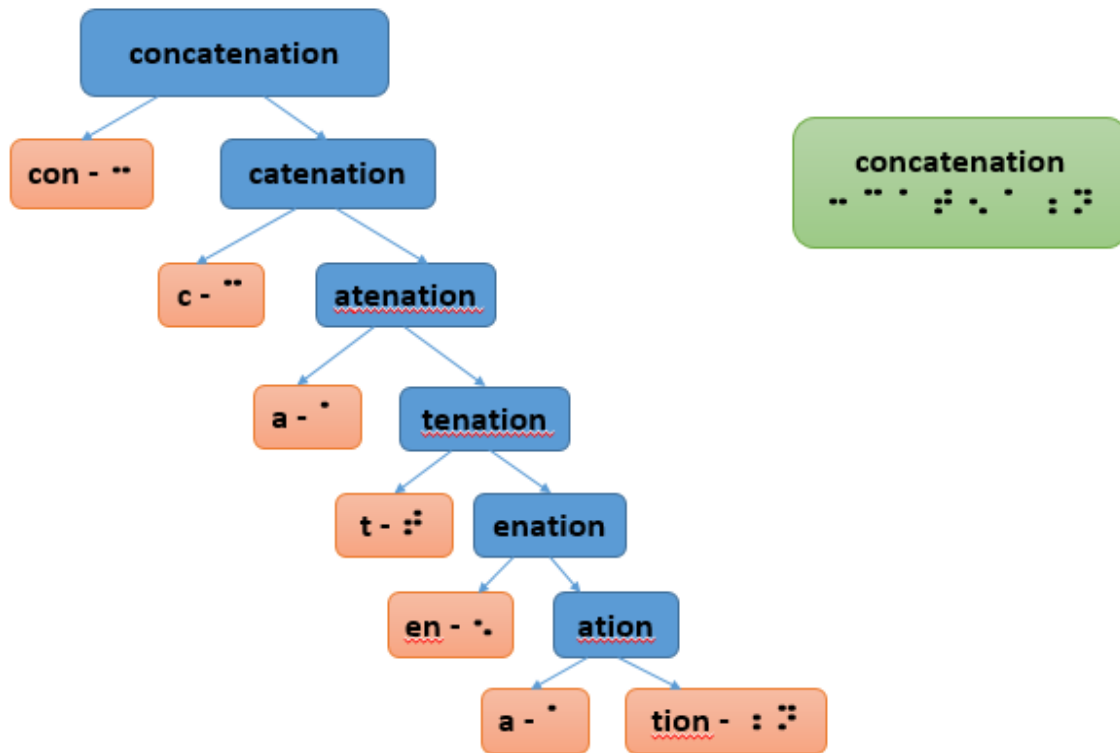 concatenation
con - ⠒
catenation
concatenation
⠒⠉⠁⠞⠢⠁⠰⠝
c - ⠉
atenation
a - ⠁
tenation
t - ⠞
enation
en - ⠢
ation
a - ⠁
tion - ⠰⠝